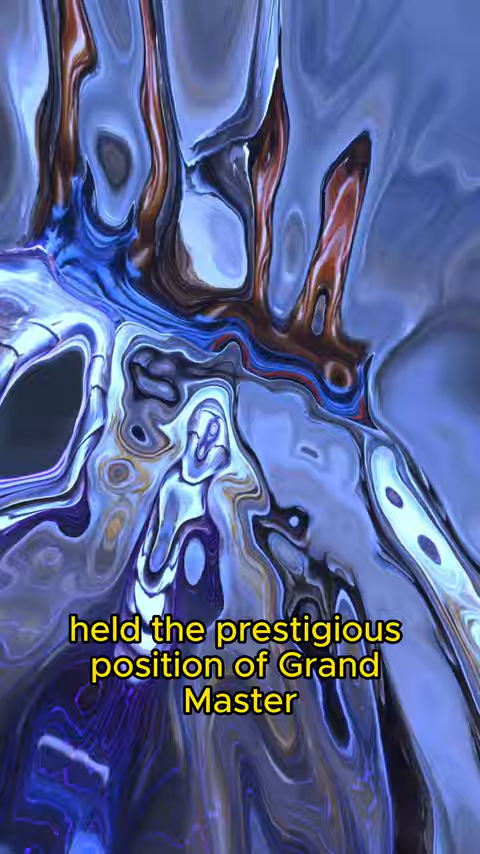 held the prestigious
position of Grand
Master